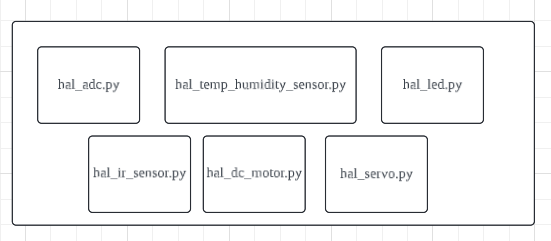 hal_adc.py
hal_temp_humidity_sensor.py
hal_led.py
hal_ir_sensor.py
hal_dc_motor.py
hal_servo.py